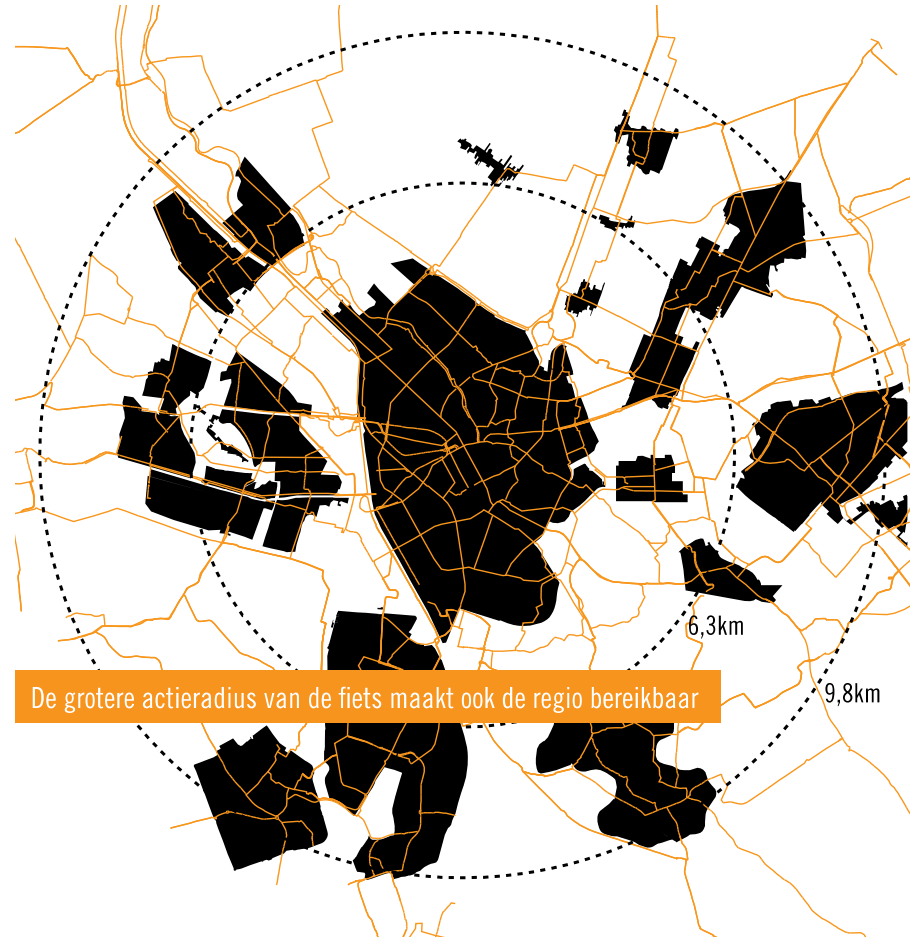 6,3km
De grotere actieradius van de fiets maakt ook de regio bereikbaar
9,8km